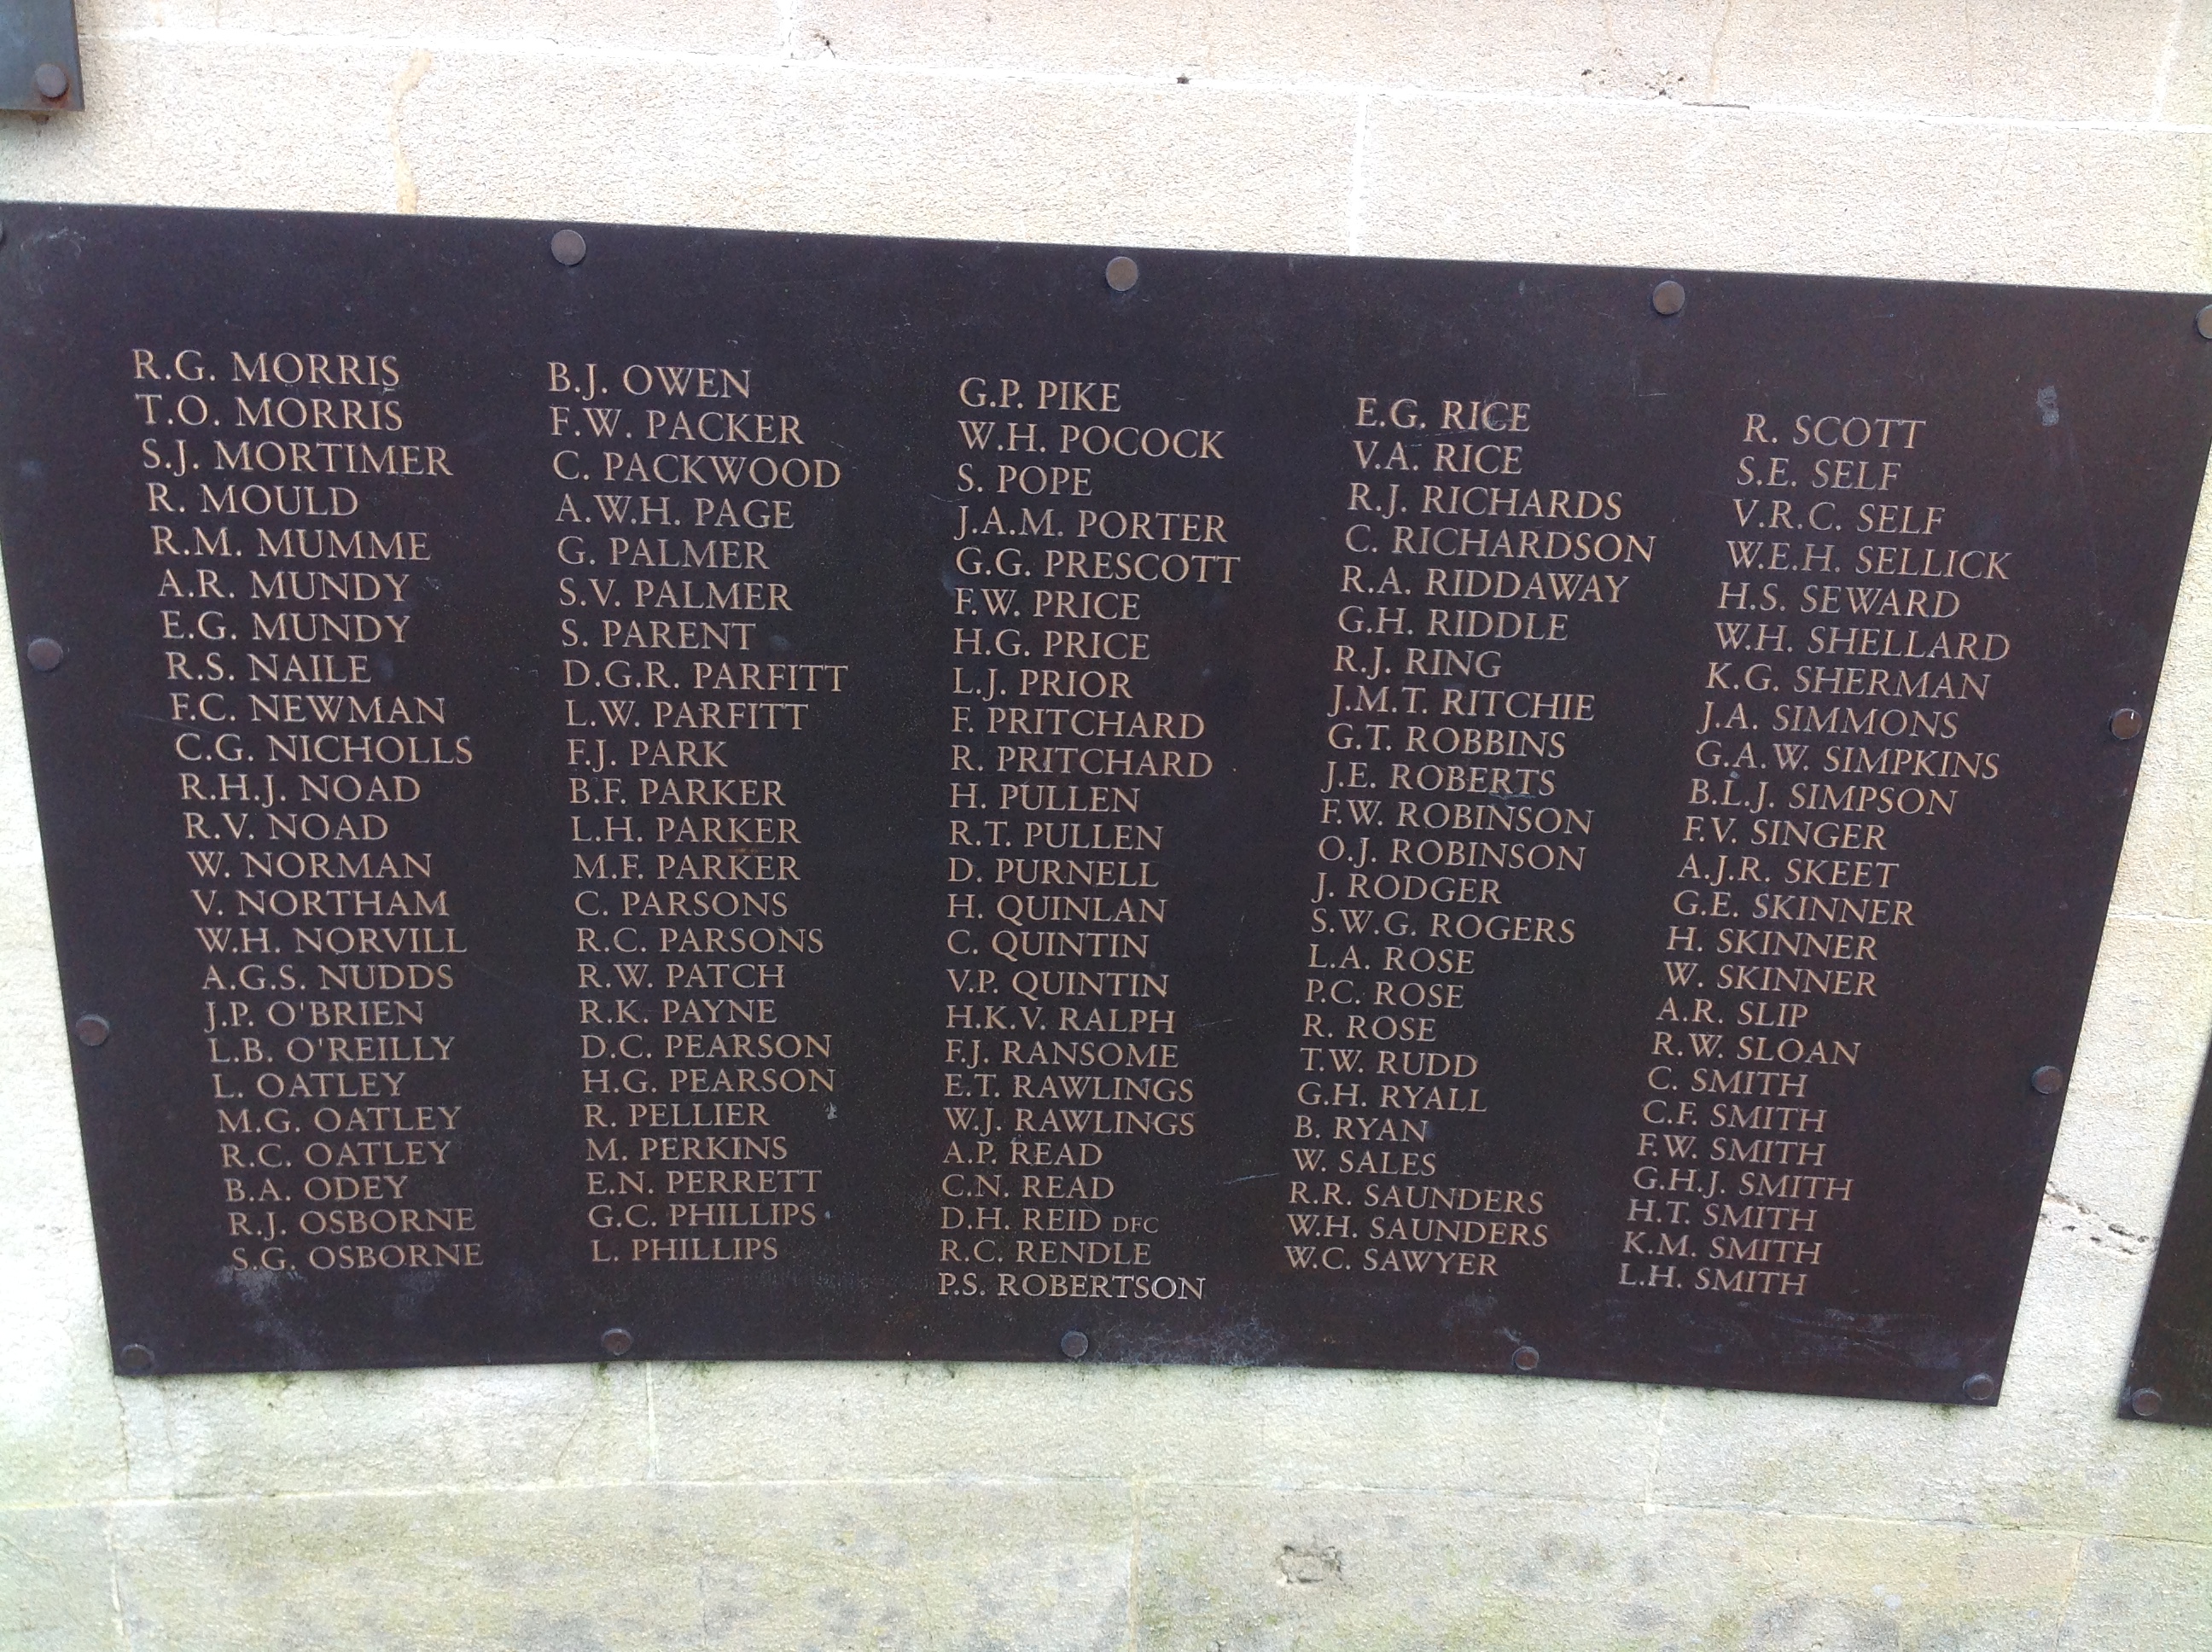 R.G. MORRIS
T.O. MORRIS
S.J. MORTIMER
R. MOULD
R.M. MUMME
A.R. MUNDY
E.G. MUNDY
R.S. NAILE
F.C. NEWMAN
C.G. NICHOLLS
R.H.J. NOAD
R.V. NOAD
W. NORMAN
V. NORTHAM
W.H. NORVILL
A.G.S. NUDDS
J.P. O'BRIEN
L.B. O'REILLY
L. OATLEY
M.G. OATLEY
R.C. OATLEY
B.A. ODEY
R.J. OSBORNE
S.G. OSBORNE
B.J. OWEN
F.W. PACKER
C. PACKWOOD
A.W.H. PAGE
G. PALMER
S.V. PALMER
S. PARENT
D.G.R. PARFITT
L.W. PARFITT
F.J. PARK
B.F. PARKER
L.H. PARKER
M.F. PARKER
C. PARSONS
R.C. PARSONS
R.W. PATCH
R.K. PAYNE
D.C. PEARSON
H.G. PEARSON
R. PELLIER
M. PERKINS
E.N. PERRETT
G.C. PHILLIPS
L. PHILLIPS
G.P. PIKE
W.H. POCOCK
S. POPE
J.A.M. PORTER
G.G. PRESCOTT
F.W. PRICE
H.G. PRICE
L.J. PRIOR
F. PRITCHARD
R. PRITCHARD
H. PULLEN
R.T. PULLEN
D. PURNELL
H. QUINLAN
C. QUINTIN
V.P. QUINTIN
H.K.V. RALPH
F.J. RANSOME
E.T. RAWLINGS
W.J. RAWLINGS
A.P. READ
C.N. READ
D.H. REID DFC
R.C. RENDLE
P.S. ROBERTSON
E.G. RICE
V.A. RICE
R.J. RICHARDS
C. RICHARDSON
R.A. RIDDAWAY
G.H. RIDDLE
R.J. RING
J.M.T. RITCHIE
G.T. ROBBINS
J.E. ROBERTS
F.W. ROBINSON
O.J. ROBINSON
J. RODGER
S.W.G. ROGERS
L.A. ROSE
P.C. ROSE
R. ROSE
T.W. RUDD
G.H. RYALL
B. RYAN
W. SALES
R.R. SAUNDERS
W.H. SAUNDERS
W.C. SAWYER
R. SCOTT
S.E. SELF
V.R.C. SELF
W.E.H. SELLICK
H.S. SEWARD
W.H. SHELLARD
K.G. SHERMAN
J.A. SIMMONS
G.A.W. SIMPKINS
B.L.J. SIMPSON
F.V. SINGER
A.J.R. SKEET
G.E. SKINNER
H. SKINNER
W. SKINNER
A.R. SLIP
R.W. SLOAN
C. SMITH
C.F. SMITH
F.W. SMITH
G.H.J. SMITH
H.T. SMITH
K.M. SMITH
L.H. SMITH